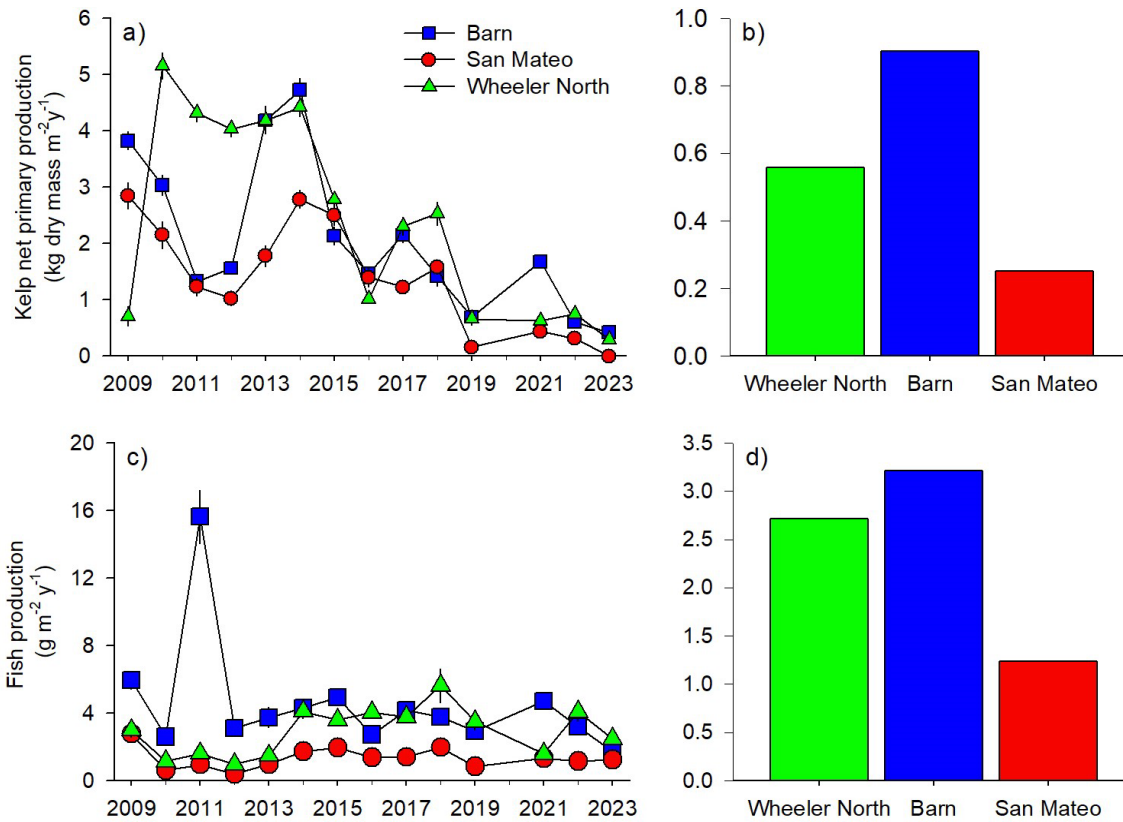 a)
Barn
San Mateo
Wheeler North
Kelp net primary production
(kg dry mass m⁻²y⁻¹)
6
5
4
3
2
1
0
2009 2011 2013 2015 2017 2019 2021 2023
b)
1.0
0.8
0.6
0.4
0.2
0.0
Wheeler North Barn San Mateo
c)
Fish production
(g m⁻² y⁻¹)
20
16
12
8
4
0
2009 2011 2013 2015 2017 2019 2021 2023
d)
3.5
3.0
2.5
2.0
1.5
1.0
0.5
0.0
Wheeler North Barn San Mateo